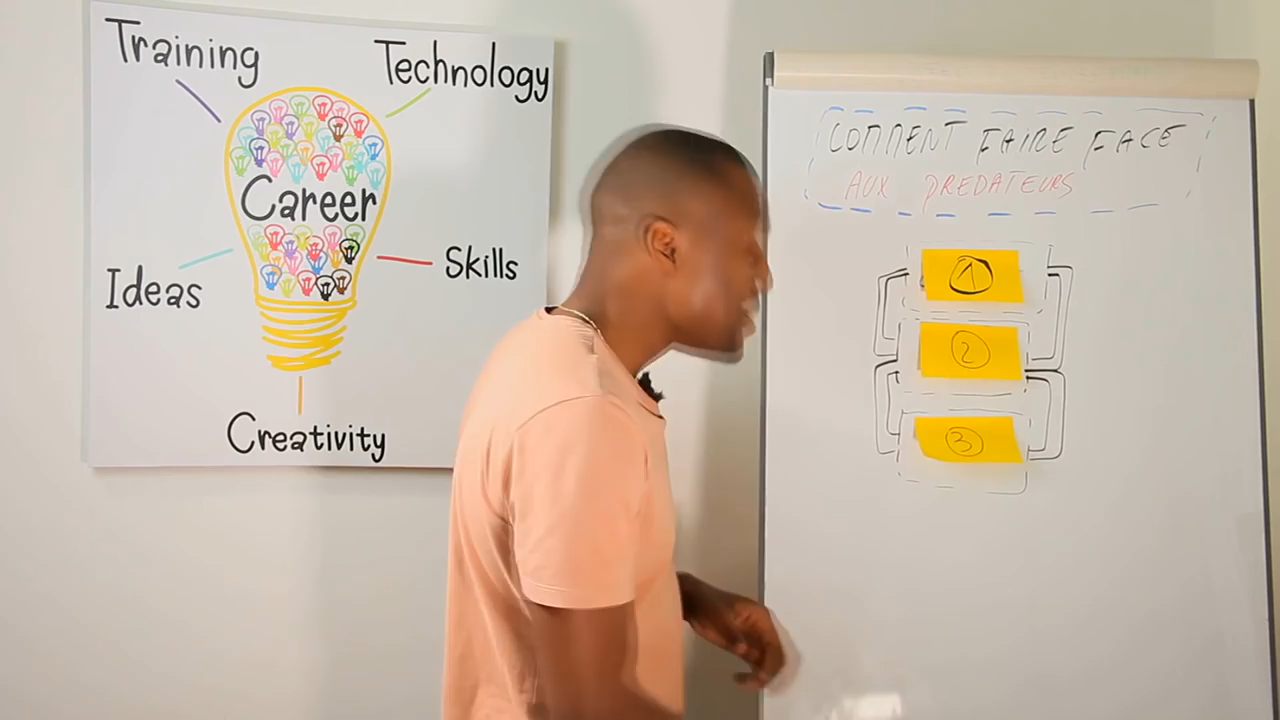 Training
Technology
Career
Ideas
Skills
Creativity
COMMENT FAIRE FACE
AUX PREDATEURS
1
2
3